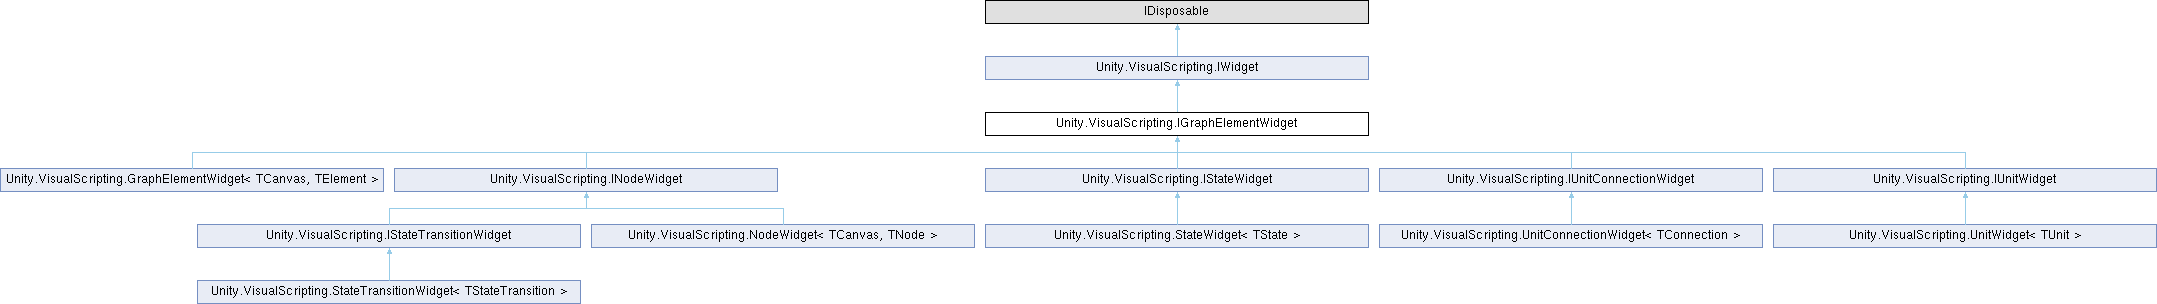 IDisposable
Unity.VisualScripting.IWidget
Unity.VisualScripting.IGraphElementWidget
Unity.VisualScripting.GraphElementWidget< TCanvas, TElement >
Unity.VisualScripting.INodeWidget
Unity.VisualScripting.IStateWidget
Unity.VisualScripting.IUnitConnectionWidget
Unity.VisualScripting.IUnitWidget
Unity.VisualScripting.IStateTransitionWidget
Unity.VisualScripting.NodeWidget< TCanvas, TNode >
Unity.VisualScripting.StateWidget< TState >
Unity.VisualScripting.UnitConnectionWidget< TConnection >
Unity.VisualScripting.UnitWidget< TUnit >
Unity.VisualScripting.StateTransitionWidget< TStateTransition >